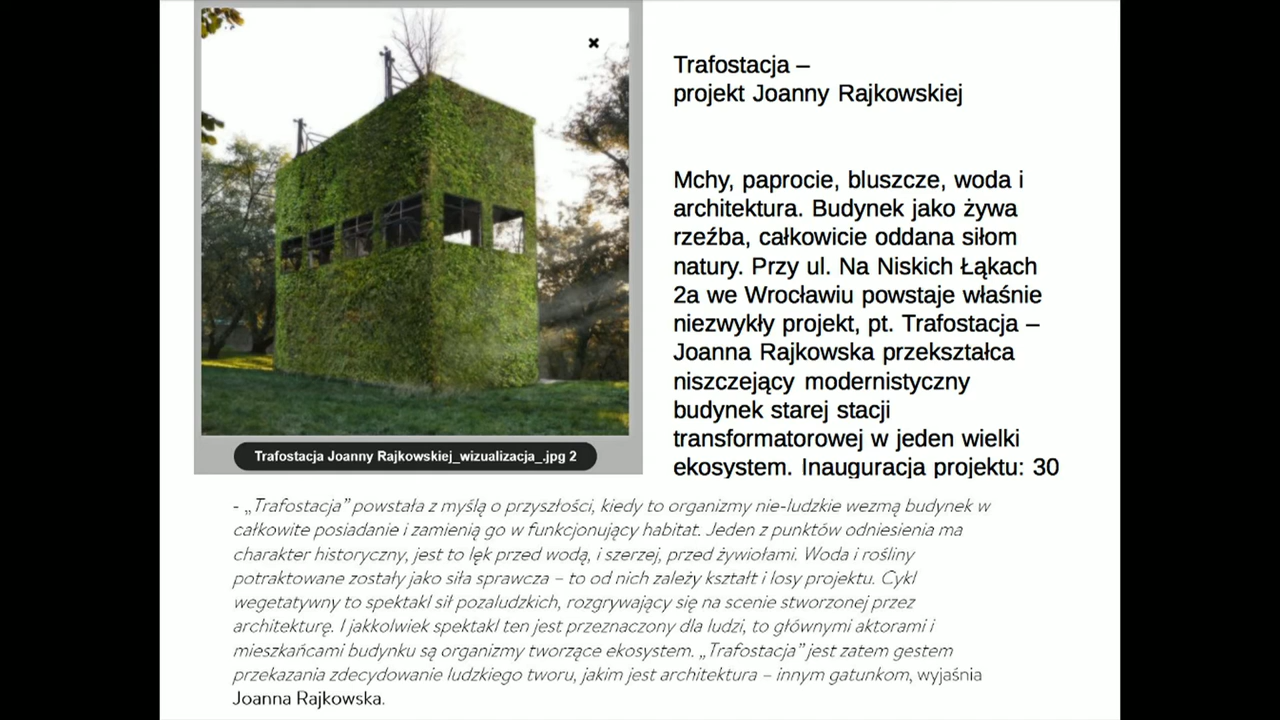 Trafostacja –
projekt Joanny Rajkowskiej
Mchy, paprocie, bluszcze, woda i
architektura. Budynek jako żywa
rzeźba, całkowicie oddana siłom
natury. Przy ul. Na Niskich Łąkach
2a we Wrocławiu powstaje właśnie
niezwykły projekt, pt. Trafostacja –
Joanna Rajkowska przekształca
niszczejący modernistyczny
budynek starej stacji
transformatorowej w jeden wielki
ekosystem. Inauguracja projektu: 30
Trafostacja Joanny Rajkowskiej_wizualizacja_.jpg 2
- „Trafostacja” powstała z myślą o przyszłości, kiedy to organizmy nie-ludzkie wezmą budynek w
całkowite posiadanie i zamienią go w funkcjonujący habitat. Jeden z punktów odniesienia ma
charakter historyczny, jest to lęk przed wodą, i szerzej, przed żywiołami. Woda i rośliny
potraktowane zostały jako siła sprawcza – to od nich zależy kształt i losy projektu. Cykl
wegetatywny to spektakl sił pozaludzkich, rozgrywający się na scenie stworzonej przez
architekturę. I jakkolwiek spektakl ten jest przeznaczony dla ludzi, to głównymi aktorami i
mieszkańcami budynku są organizmy tworzące ekosystem. „Trafostacja” jest zatem gestem
przekazania zdecydowanie ludzkiego tworu, jakim jest architektura – innym gatunkom, wyjaśnia
Joanna Rajkowska.